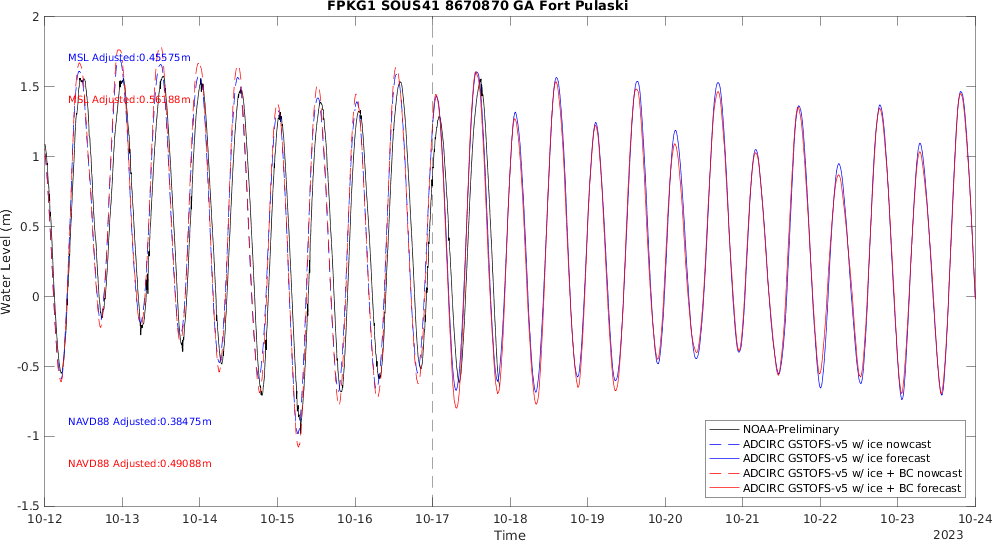 FPKG1 SOUS41 8670870 GA Fort Pulaski
2
1.5
1
0.5
0
-0.5
-1
-1.5
Water Level (m)
MSL Adjusted:0.45575m
MSL Adjusted:0.56188m
NAVD88 Adjusted:0.38475m
NAVD88 Adjusted:0.49088m
NOAA-Preliminary
ADCIRC GSTOFS-v5 w/ ice nowcast
ADCIRC GSTOFS-v5 w/ ice forecast
ADCIRC GSTOFS-v5 w/ ice + BC nowcast
ADCIRC GSTOFS-v5 w/ ice + BC forecast
10-12 10-13 10-14 10-15 10-16 10-17 10-18 10-19 10-20 10-21 10-22 10-23 10-24
Time
2023